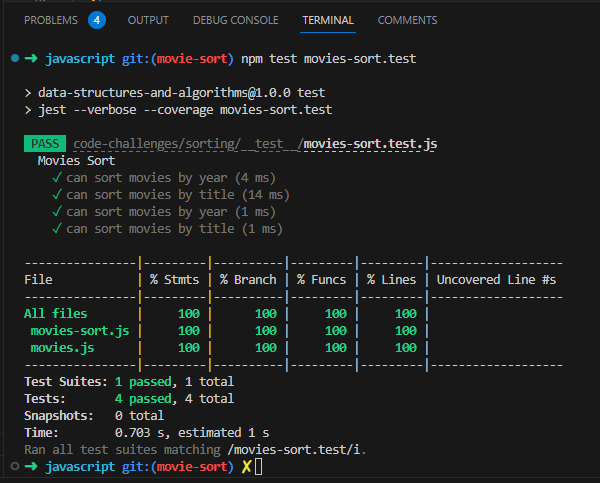 PROBLEMS 4 OUTPUT DEBUG CONSOLE TERMINAL COMMENTS
➜ javascript git:(movie-sort) npm test movies-sort.test
> data-structures-and-algorithms@1.0.0 test
> jest --verbose --coverage movies-sort.test
PASS code-challenges/sorting/__test__/movies-sort.test.js
Movies Sort
✓ can sort movies by year (4 ms)
✓ can sort movies by title (14 ms)
✓ can sort movies by year (1 ms)
✓ can sort movies by title (1 ms)
----------------|---------|----------|---------|---------|-------------------
File | % Stmts | % Branch | % Funcs | % Lines | Uncovered Line #s
----------------|---------|----------|---------|---------|-------------------
All files | 100 | 100 | 100 | 100 |
movies-sort.js | 100 | 100 | 100 | 100 |
movies.js | 100 | 100 | 100 | 100 |
----------------|---------|----------|---------|---------|-------------------
Test Suites: 1 passed, 1 total
Tests: 4 passed, 4 total
Snapshots: 0 total
Time: 0.703 s, estimated 1 s
Ran all test suites matching /movies-sort.test/i.
➜ javascript git:(movie-sort) ✗